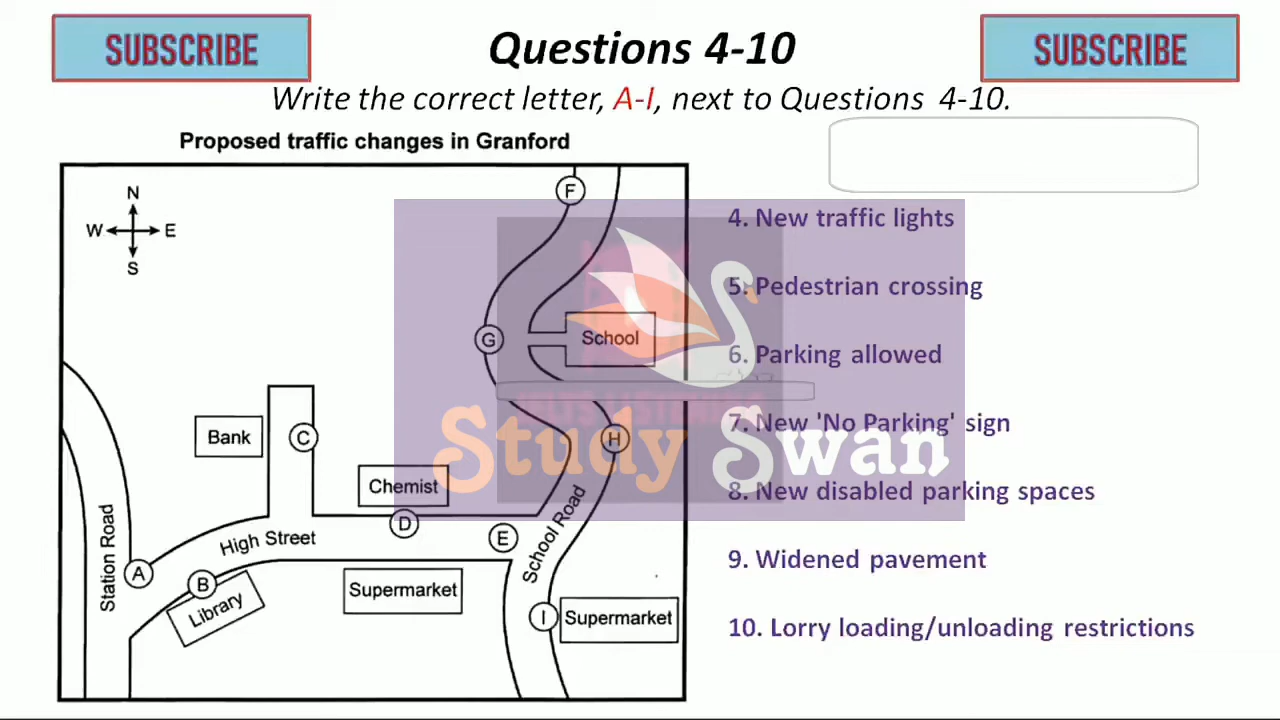 SUBSCRIBE
Questions 4-10
SUBSCRIBE
Write the correct letter, A-I, next to Questions 4-10.
Proposed traffic changes in Granford
N
W E
S
F
G
School
H
Bank
C
Chemist
D
E
High Street
School Road
Station Road
A
B
Library
Supermarket
I
Supermarket
4. New traffic lights
5. Pedestrian crossing
6. Parking allowed
7. New 'No Parking' sign
8. New disabled parking spaces
9. Widened pavement
10. Lorry loading/unloading restrictions
Study Swan